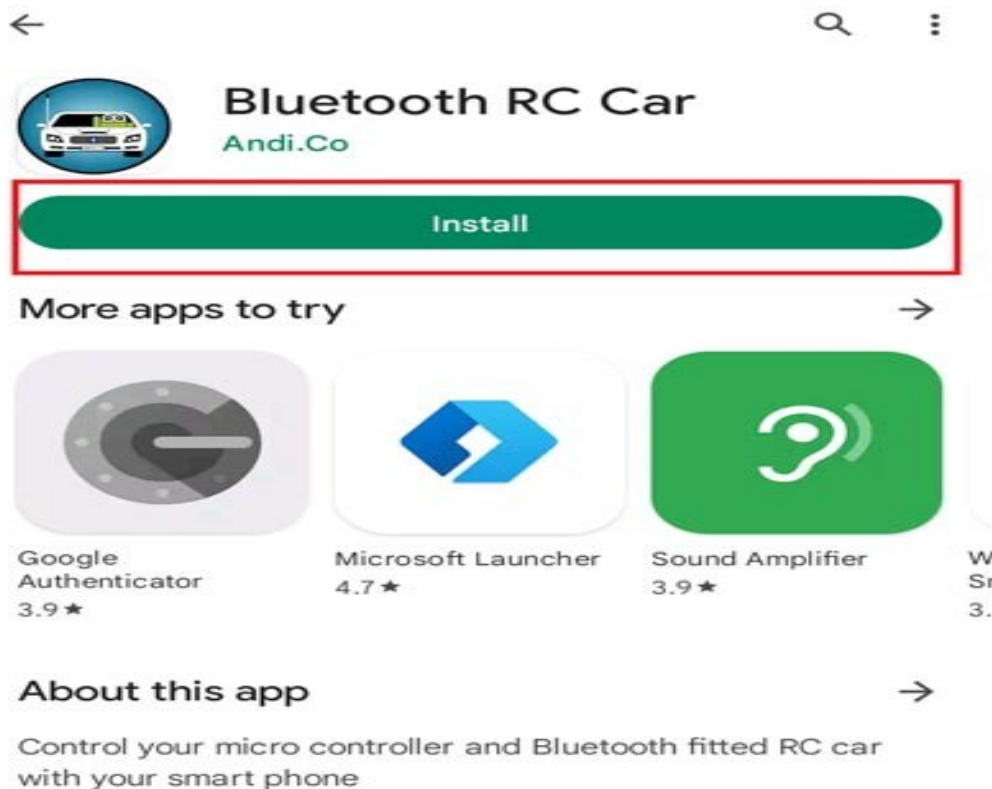 Bluetooth RC Car
Andi.Co
Install
More apps to try
Google
Authenticator
3.9★
Microsoft Launcher
4.7★
Sound Amplifier
3.9★
About this app
Control your micro controller and Bluetooth fitted RC car
with your smart phone